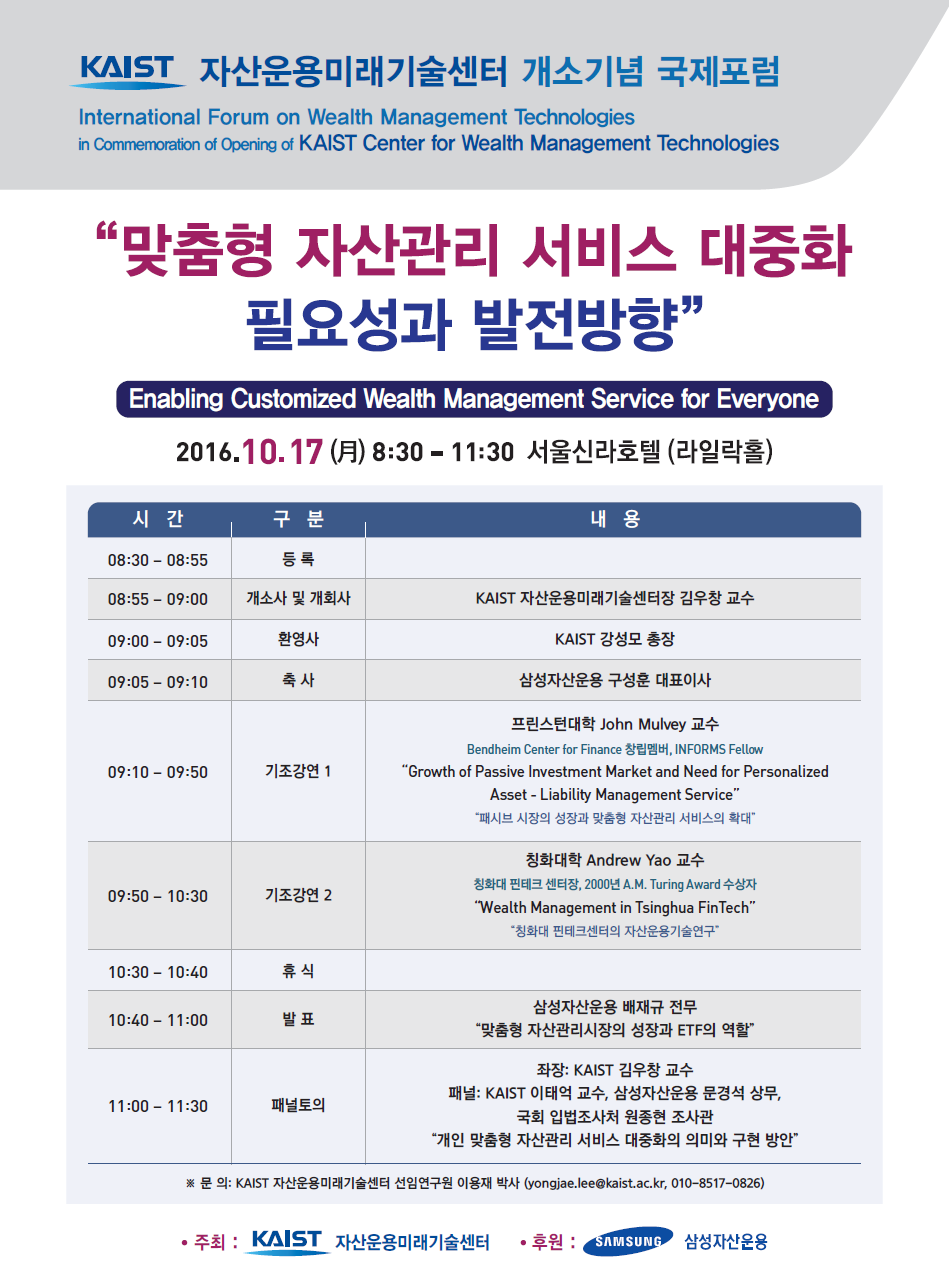 KAIST 자산운용미래기술센터 개소기념 국제포럼
International Forum on Wealth Management Technologies
in Commemoration of Opening of KAIST Center for Wealth Management Technologies
“맞춤형 자산관리 서비스 대중화
필요성과 발전방향”
Enabling Customized Wealth Management Service for Everyone
2016.10.17 (月) 8:30 – 11:30 서울신라호텔 (라일락홀)
시 간 구 분 내 용
08:30 – 08:55 등 록
08:55 – 09:00 개소사 및 개회사 KAIST 자산운용미래기술센터장 김우창 교수
09:00 – 09:05 환영사 KAIST 강성모 총장
09:05 – 09:10 축 사 삼성자산운용 구성훈 대표이사
09:10 – 09:50 기조강연 1
프린스턴대학 John Mulvey 교수
Bendheim Center for Finance 창립멤버, INFORMS Fellow
“Growth of Passive Investment Market and Need for Personalized
Asset - Liability Management Service”
“패시브 시장의 성장과 맞춤형 자산관리 서비스의 확대”
09:50 – 10:30 기조강연 2
칭화대학 Andrew Yao 교수
칭화대 핀테크 센터장, 2000년 A.M. Turing Award 수상자
“Wealth Management in Tsinghua FinTech”
“칭화대 핀테크센터의 자산운용기술연구”
10:30 – 10:40 휴 식
10:40 – 11:00 발 표
삼성자산운용 배재규 전무
“맞춤형 자산관리시장의 성장과 ETF의 역할”
11:00 – 11:30 패널토의
좌장: KAIST 김우창 교수
패널: KAIST 이태억 교수, 삼성자산운용 문경석 상무,
국회 입법조사처 원종현 조사관
“개인 맞춤형 자산관리 서비스 대중화의 의미와 구현 방안”
※ 문 의: KAIST 자산운용미래기술센터 선임연구원 이용재 박사 (yongjae.lee@kaist.ac.kr, 010-8517-0826)
• 주최 : KAIST 자산운용미래기술센터 • 후원 : SAMSUNG 삼성자산운용